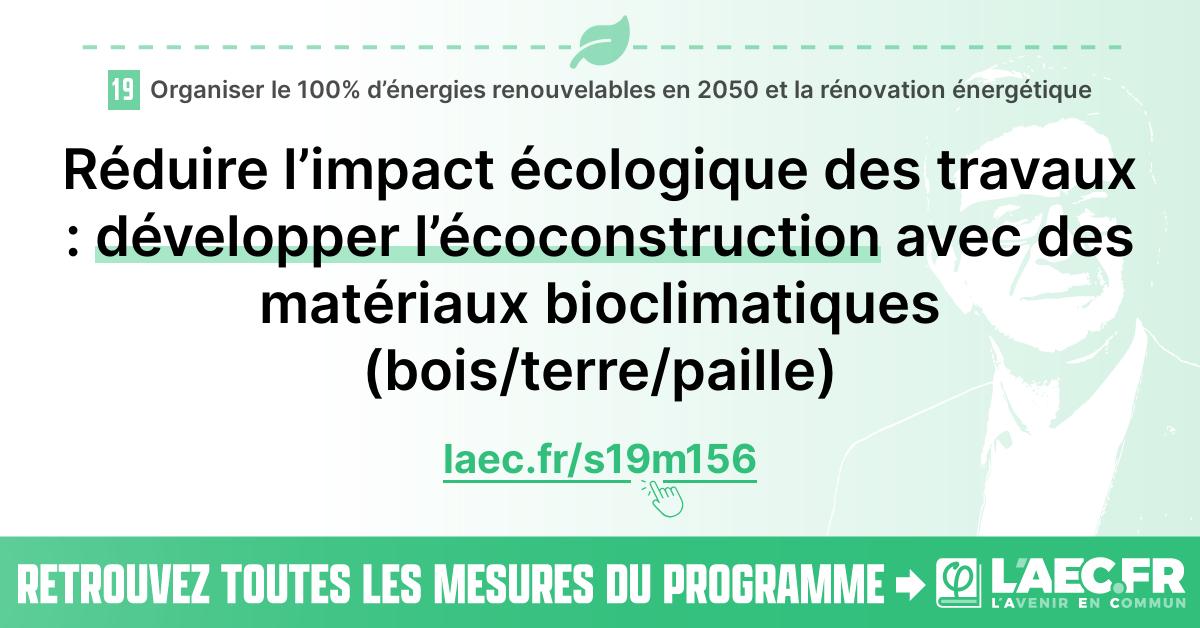 19 Organiser le 100% d’énergies renouvelables en 2050 et la rénovation énergétique
Réduire l’impact écologique des travaux
: développer l’écoconstruction avec des
matériaux bioclimatiques
(bois/terre/paille)
laec.fr/s19m156
RETROUVEZ TOUTES LES MESURES DU PROGRAMME
φ L'AEC.FR
L'AVENIR EN COMMUN